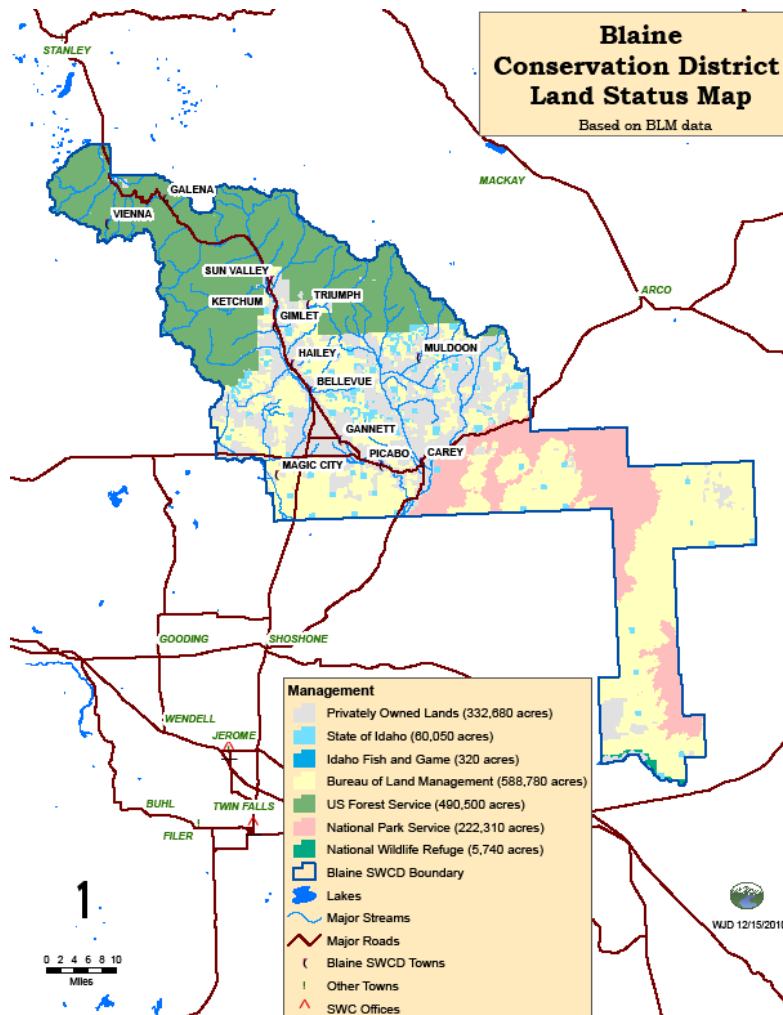 Blaine
Conservation District
Land Status Map
Based on BLM data
STANLEY
MACKAY
GALENA
VIENNA
SUN VALLEY
KETCHUM
TRIUMPH
GIMLET
ARCO
HAILEY
MULDOON
BELLEVUE
GANNETT
PICABO
CAREY
MAGIC CITY
GOODING
SHOSHONE
WENDELL
JEROME
BUHL
TWIN FALLS
FILER
Management
Privately Owned Lands (332,680 acres)
State of Idaho (60,050 acres)
Idaho Fish and Game (320 acres)
Bureau of Land Management (588,780 acres)
US Forest Service (490,500 acres)
National Park Service (222,310 acres)
National Wildlife Refuge (5,740 acres)
Blaine SWCD Boundary
Lakes
Major Streams
Major Roads
Blaine SWCD Towns
Other Towns
SWC Offices
1
0 2 4 6 8 10
Miles
WJD